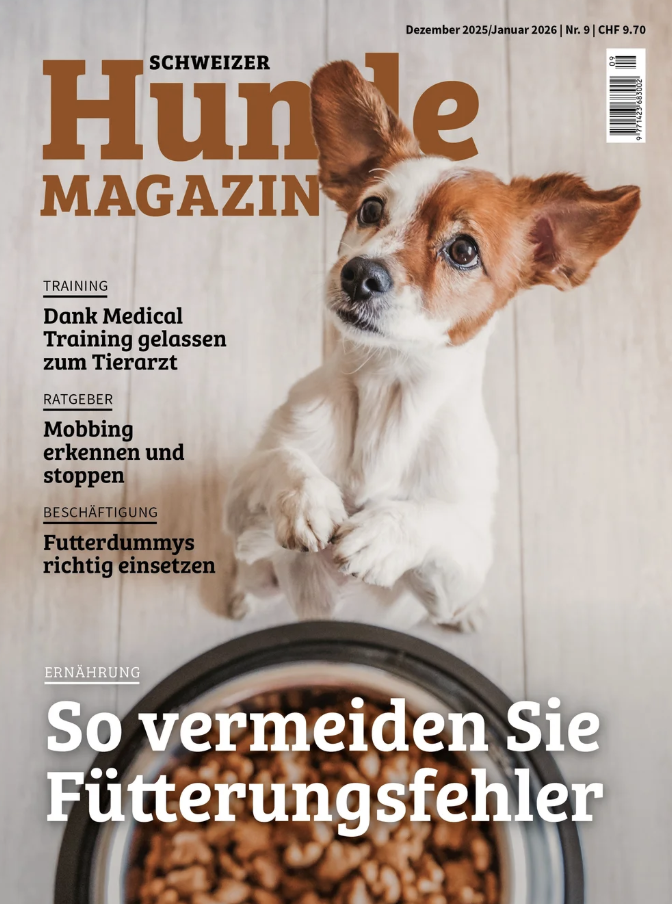 Dezember 2025/Januar 2026 | Nr. 9 | CHF 9.70
SCHWEIZER
Hunde
MAGAZIN
09
9 771423 683002
TRAINING
Dank Medical
Training gelassen
zum Tierarzt
RATGEBER
Mobbing
erkennen und
stoppen
BESCHÄFTIGUNG
Futterdummys
richtig einsetzen
ERNÄHRUNG
So vermeiden Sie
Fütterungsfehler